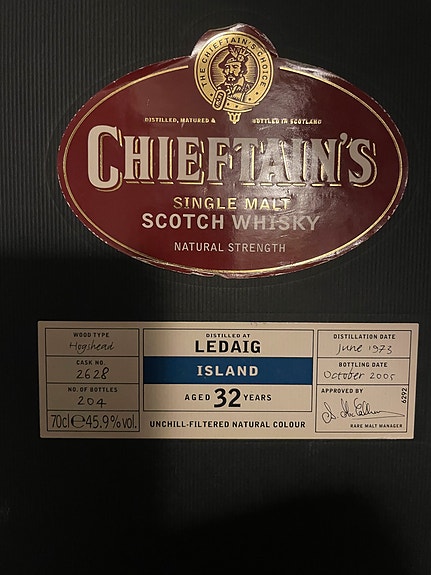 THE CHIEFTAIN'S CHOICE
DISTILLED, MATURED & BOTTLED IN SCOTLAND
CHIEFTAIN'S
SINGLE MALT
SCOTCH WHISKY
NATURAL STRENGTH
WOOD TYPE
Hogshead
CASK NO.
2628
NO. OF BOTTLES
204
70cl e 45.9% vol.
DISTILLED AT
LEDAIG
ISLAND
AGED 32 YEARS
UNCHILL-FILTERED NATURAL COLOUR
DISTILLATION DATE
June 1973
BOTTLING DATE
October 2005
APPROVED BY
RARE MALT MANAGER
6292